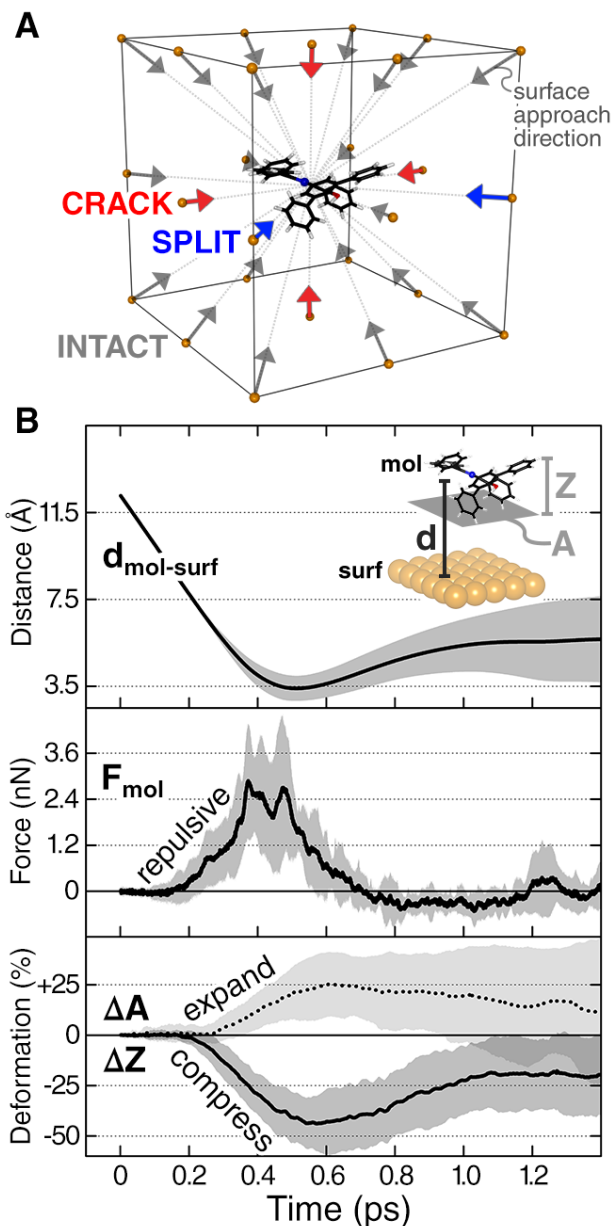 A
surface
approach
direction
CRACK
SPLIT
INTACT
B
mol
Z
11.5
d
A
d mol-surf
surf
Distance (Å)
7.5
3.5
3.6
F mol
2.4
Force (nN)
repulsive
1.2
0
+25
ΔA
expand
Deformation (%)
0
ΔZ
compress
-25
-50
0 0.2 0.4 0.6 0.8 1.0 1.2
Time (ps)